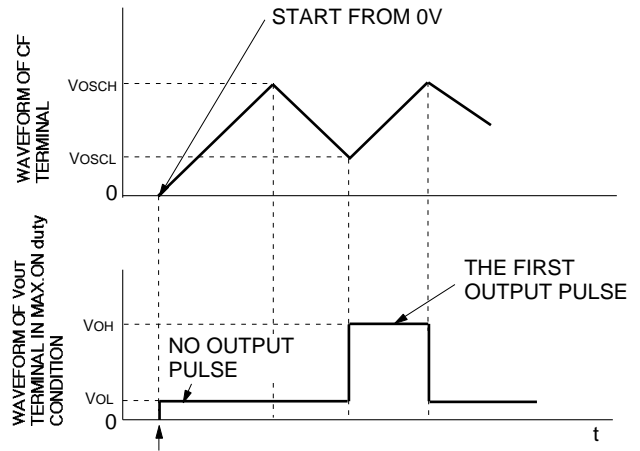 START FROM 0V
WAVEFORM OF CF
TERMINAL
VOSCH
VOSCL
0
WAVEFORM OF VOUT
TERMINAL IN MAX.ON duty
CONDITION
THE FIRST
OUTPUT PULSE
VOH
NO OUTPUT
PULSE
VOL
0
t